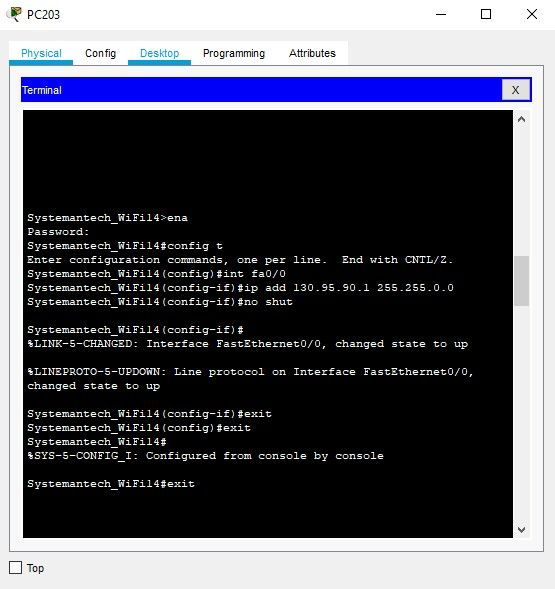 PC203
Physical Config Desktop Programming Attributes
Terminal X
Systemantech_WiFi14>ena
Password:
Systemantech_WiFi14#config t
Enter configuration commands, one per line.  End with CNTL/Z.
Systemantech_WiFi14(config)#int fa0/0
Systemantech_WiFi14(config-if)#ip add 130.95.90.1 255.255.0.0
Systemantech_WiFi14(config-if)#no shut
Systemantech_WiFi14(config-if)#
%LINK-5-CHANGED: Interface FastEthernet0/0, changed state to up
%LINEPROTO-5-UPDOWN: Line protocol on Interface FastEthernet0/0,
changed state to up
Systemantech_WiFi14(config-if)#exit
Systemantech_WiFi14(config)#exit
Systemantech_WiFi14#
%SYS-5-CONFIG_I: Configured from console by console
Systemantech_WiFi14#exit
Top